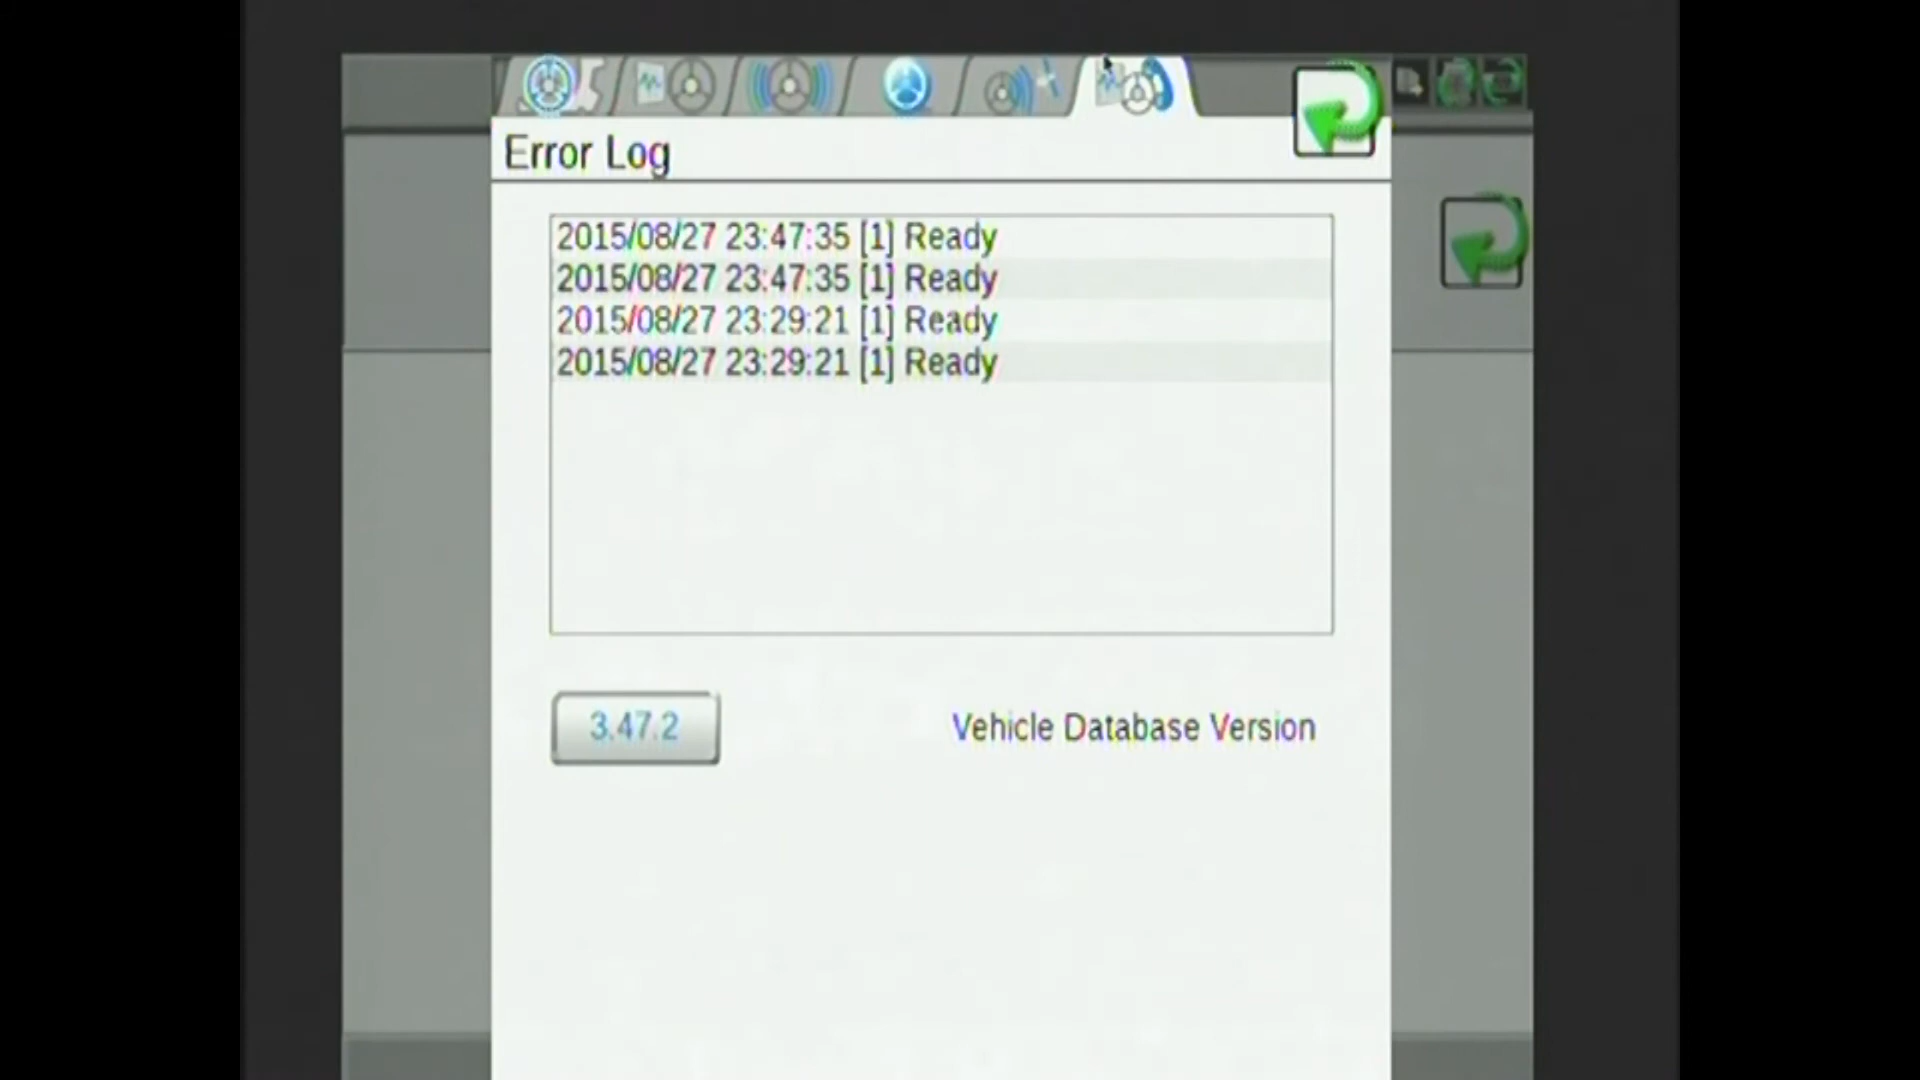 Error Log
2015/08/27 23:47:35 [1] Ready
2015/08/27 23:47:35 [1] Ready
2015/08/27 23:29:21 [1] Ready
2015/08/27 23:29:21 [1] Ready
3.47.2
Vehicle Database Version